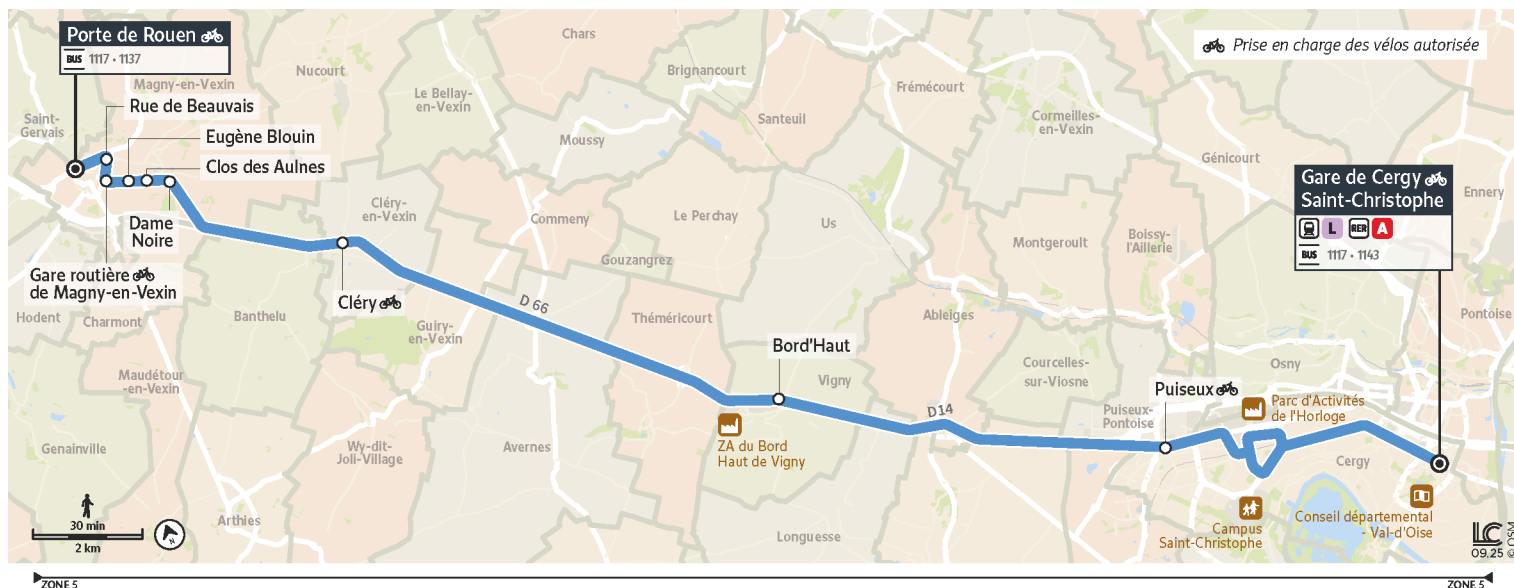 Porte de Rouen
BUS 1117 • 1137
Prise en charge des vélos autorisée
Chars
Nucourt
Magny-en-Vexin
Brignancourt
Le Bellay-
en-Vexin
Frémécourt
Rue de Beauvais
Saint-
Gervais
Santeuil
Cormeilles-
en-Vexin
Eugène Blouin
Moussy
Génicourt
Clos des Aulnes
Gare de Cergy
Saint-Christophe
L RER A
BUS 1117 • 1143
Ennery
Cléry-
en-Vexin
Commeny
Le Perchay
Us
Dame
Noire
Montgeroult
Boissy-
l'Aillerie
Gouzangrez
Gare routière
de Magny-en-Vexin
Cléry
D 66
Hodent
Charmont
Banthelu
Guiry-
en-Vexin
Théméricourt
Ableiges
Pontoise
Bord'Haut
Vigny
Courcelles-
sur-Viosne
Osny
Maudétour
-en-Vexin
Puiseux
Puiseux-
Pontoise
D14
Parc d'Activités
de l'Horloge
Genainville
Wy-dit-
Joli-Village
Avernes
ZA du Bord
Haut de Vigny
Cergy
Arthies
Longuesse
Campus
Saint-Christophe
Conseil départemental
- Val-d'Oise
30 min
2 km
N
LC
09.25 © OSM
ZONE 5
ZONE 5